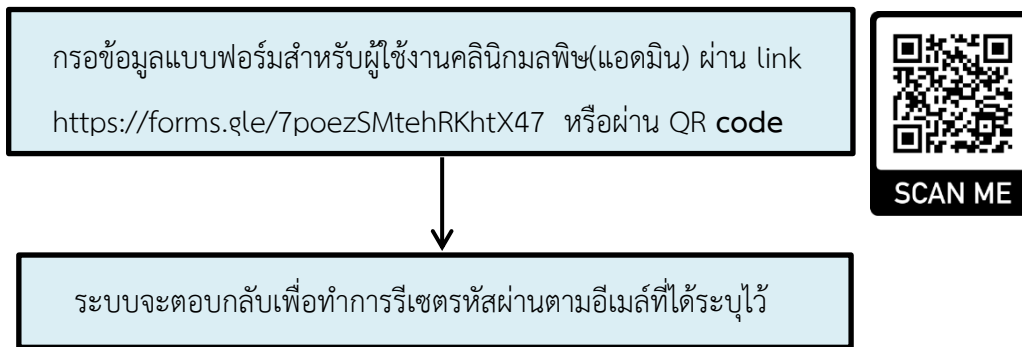 กรอข้อมูลแบบฟอร์มสำหรับผู้ใช้งานคลินิกมลพิษ(แอดมิน) ผ่าน link
https://forms.gle/7poezSMtehRKhtX47 หรือผ่าน QR code
SCAN ME
ระบบจะตอบกลับเพื่อทำการรีเซตรหัสผ่านตามอีเมล์ที่ได้ระบุไว้